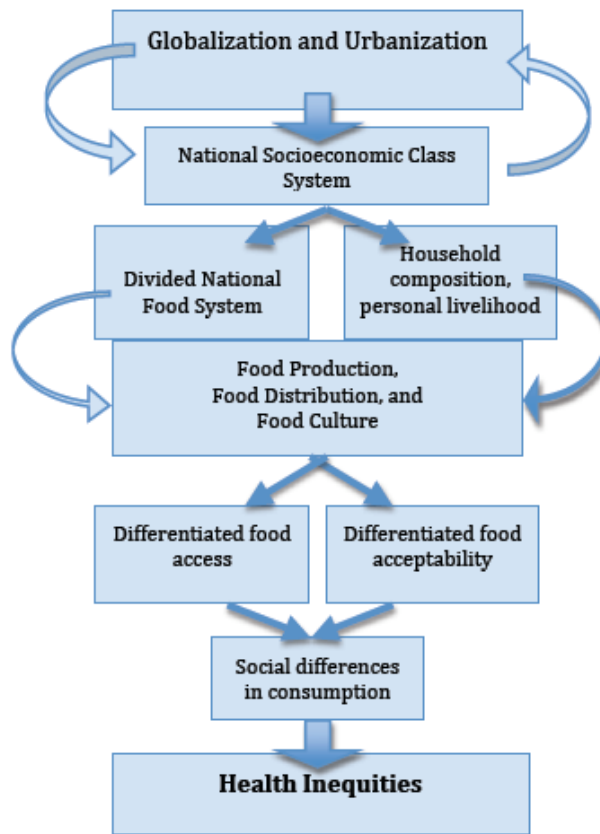 Globalization and Urbanization
National Socioeconomic Class
System
Divided National
Food System
Household
composition,
personal livelihood
Food Production,
Food Distribution, and
Food Culture
Differentiated food
access
Differentiated food
acceptability
Social differences
in consumption
Health Inequities